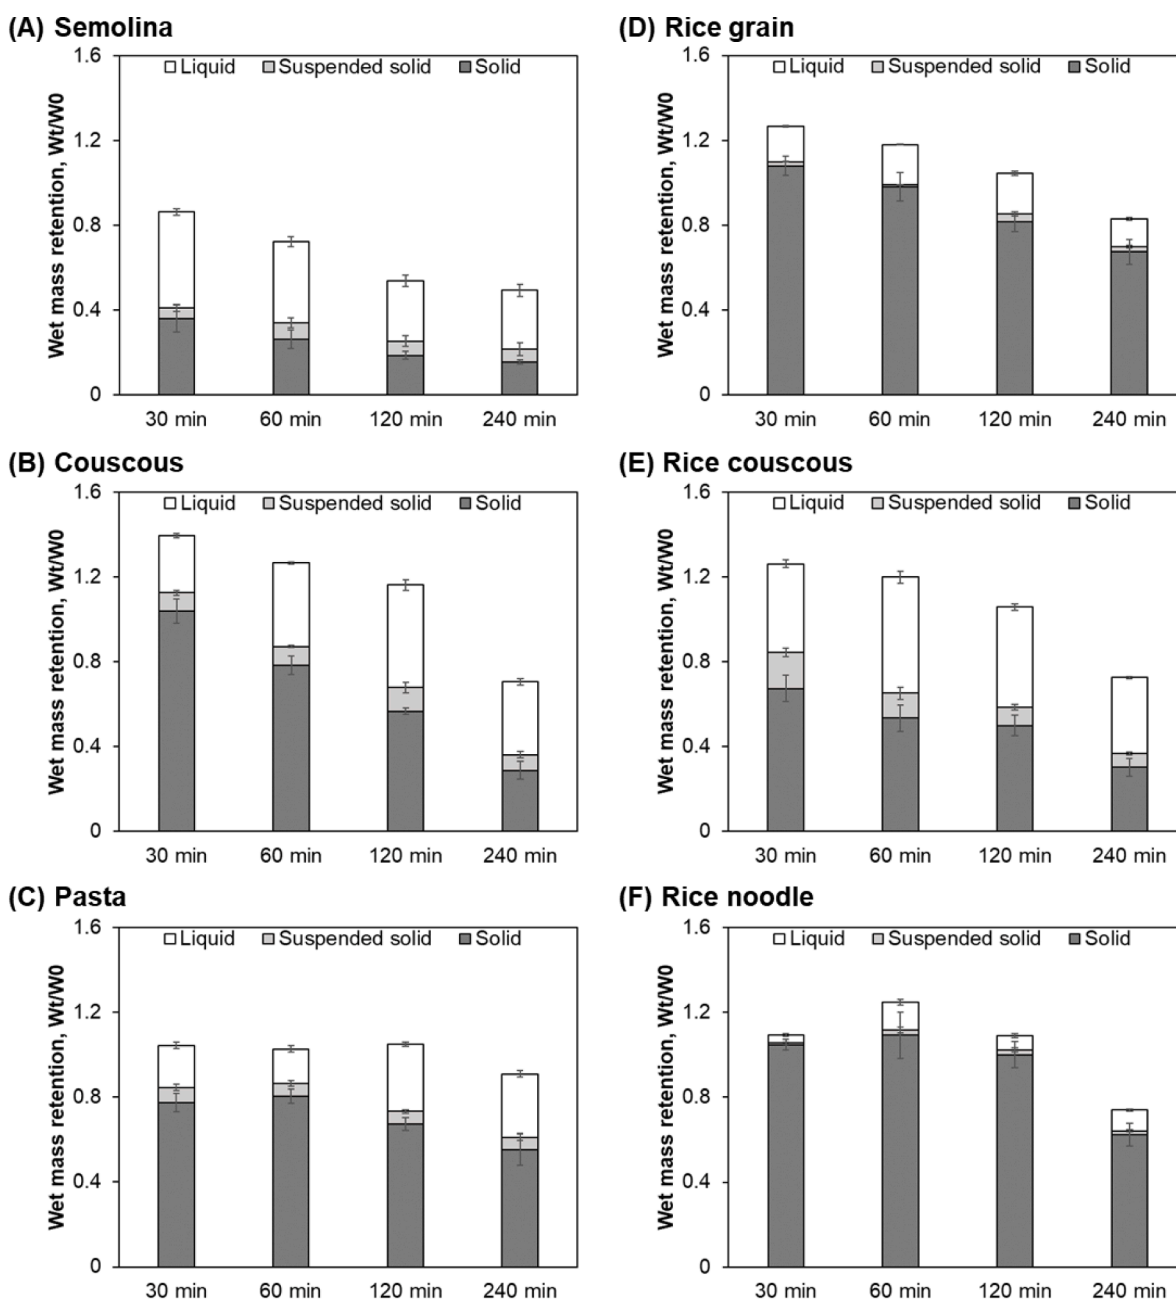 (A) Semolina
Liquid Suspended solid Solid
Wet mass retention, Wt/W0
1.6
1.2
0.8
0.4
0
30 min 60 min 120 min 240 min
(D) Rice grain
Liquid Suspended solid Solid
Wet mass retention, Wt/W0
1.6
1.2
0.8
0.4
0
30 min 60 min 120 min 240 min
(B) Couscous
Liquid Suspended solid Solid
Wet mass retention, Wt/W0
1.6
1.2
0.8
0.4
0
30 min 60 min 120 min 240 min
(E) Rice couscous
Liquid Suspended solid Solid
Wet mass retention, Wt/W0
1.6
1.2
0.8
0.4
0
30 min 60 min 120 min 240 min
(C) Pasta
Liquid Suspended solid Solid
Wet mass retention, Wt/W0
1.6
1.2
0.8
0.4
0
30 min 60 min 120 min 240 min
(F) Rice noodle
Liquid Suspended solid Solid
Wet mass retention, Wt/W0
1.6
1.2
0.8
0.4
0
30 min 60 min 120 min 240 min